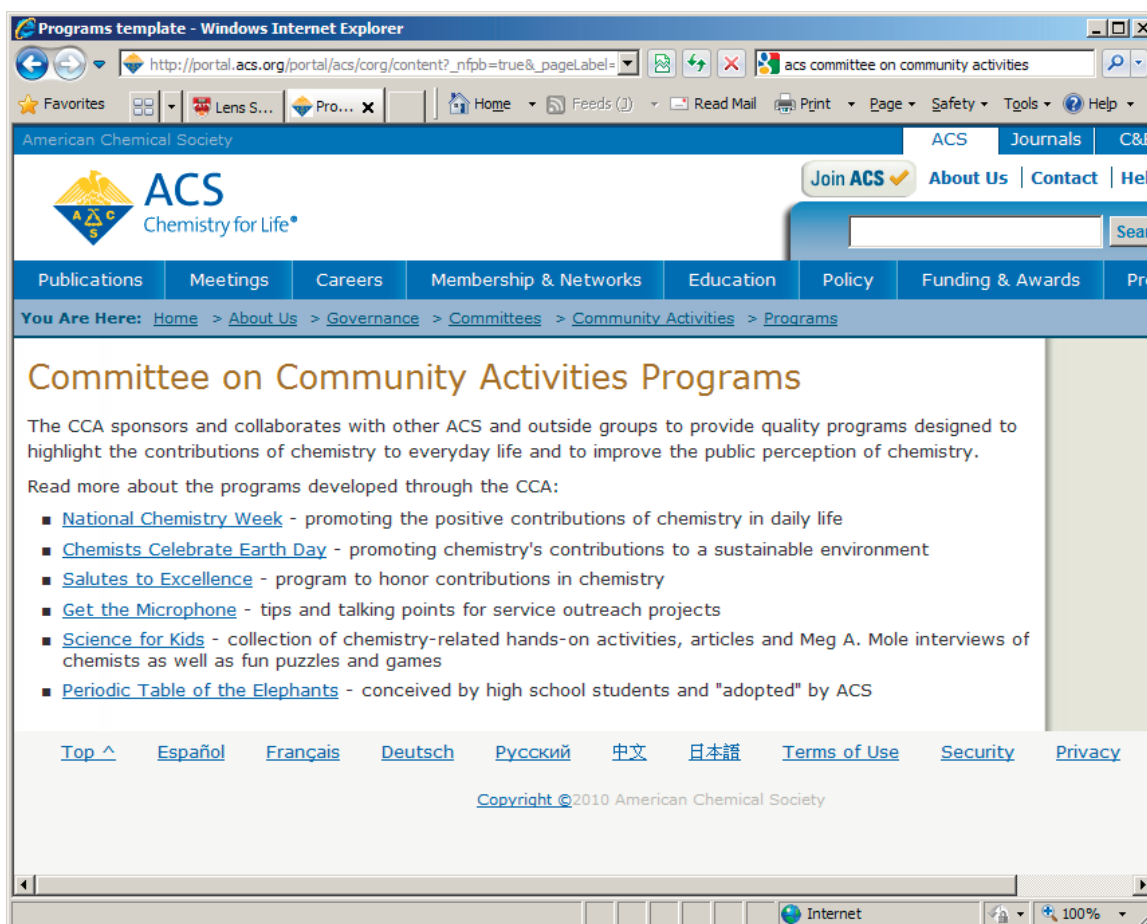 Programs template - Windows Internet Explorer
http://portal.acs.org/portal/acs/corg/content?_nfpb=true&_pageLabel= acs committee on community activities
Favorites Lens S... Pro... Home Feeds (J) Read Mail Print Page Safety Tools Help
American Chemical Society ACS Journals C&E
Join ACS About Us | Contact | Hel
ACS
Chemistry for Life®
A C S
Sear
Publications Meetings Careers Membership & Networks Education Policy Funding & Awards Pr
You Are Here: Home > About Us > Governance > Committees > Community Activities > Programs
Committee on Community Activities Programs
The CCA sponsors and collaborates with other ACS and outside groups to provide quality programs designed to
highlight the contributions of chemistry to everyday life and to improve the public perception of chemistry.
Read more about the programs developed through the CCA:
■ National Chemistry Week - promoting the positive contributions of chemistry in daily life
■ Chemists Celebrate Earth Day - promoting chemistry's contributions to a sustainable environment
■ Salutes to Excellence - program to honor contributions in chemistry
■ Get the Microphone - tips and talking points for service outreach projects
■ Science for Kids - collection of chemistry-related hands-on activities, articles and Meg A. Mole interviews of
chemists as well as fun puzzles and games
■ Periodic Table of the Elephants - conceived by high school students and "adopted" by ACS
Top ^ Español Français Deutsch Русский 中文 日本語 Terms of Use Security Privacy
Copyright ©2010 American Chemical Society
Internet 100%